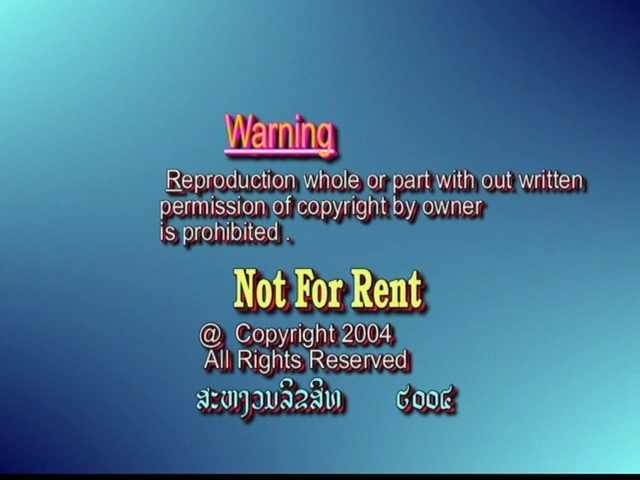 Warning
Reproduction whole or part with out written
permission of copyright by owner
is prohibited .
Not For Rent
@ Copyright 2004
All Rights Reserved
ສະຫງວນລິຂສິທ ໒໐໐໔